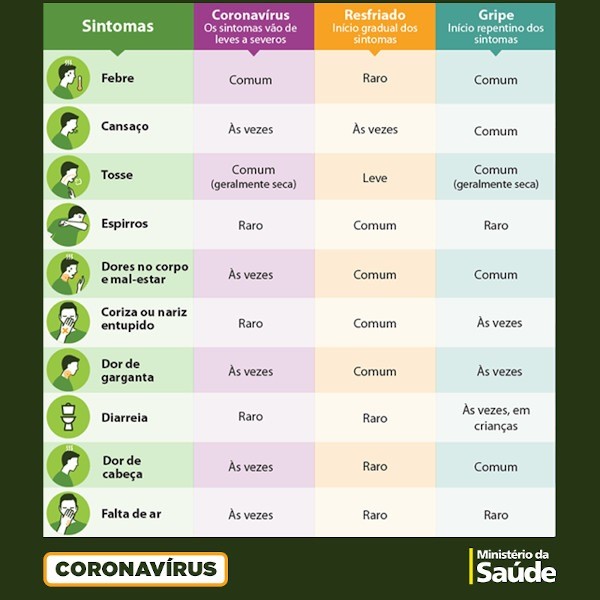 Sintomas
Coronavírus
Os sintomas vão de
leves a severos
Resfriado
Início gradual dos
sintomas
Gripe
Início repentino dos
sintomas
Febre
Comum
Raro
Comum
Cansaço
Às vezes
Às vezes
Comum
Tosse
Comum
(geralmente seca)
Leve
Comum
(geralmente seca)
Espirros
Raro
Comum
Raro
Dores no corpo
e mal-estar
Às vezes
Comum
Comum
Coriza ou nariz
entupido
Raro
Comum
Às vezes
Dor de
garganta
Às vezes
Comum
Às vezes
Diarreia
Raro
Raro
Às vezes, em
crianças
Dor de
cabeça
Às vezes
Raro
Comum
Falta de ar
Às vezes
Raro
Raro
CORONAVÍRUS
Ministério da
Saúde